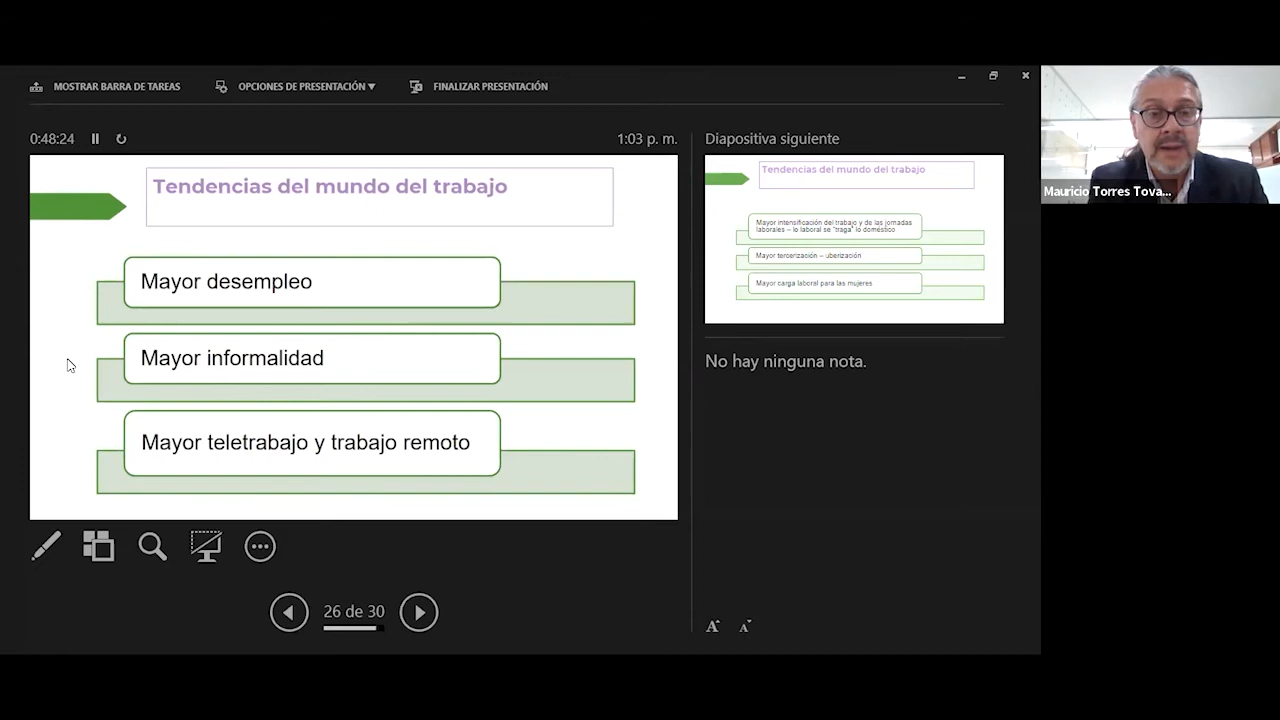 MOSTRAR BARRA DE TAREAS
OPCIONES DE PRESENTACIÓN ▼
FINALIZAR PRESENTACIÓN
0:48:24
1:03 p. m.
Tendencias del mundo del trabajo
Mayor desempleo
Mayor informalidad
Mayor teletrabajo y trabajo remoto
26 de 30
Diapositiva siguiente
Tendencias del mundo del trabajo
Mayor intensificación del trabajo y de las jornadas
laborales – lo laboral se "traga" lo doméstico
Mayor tercerización – uberización
Mayor carga laboral para las mujeres
No hay ninguna nota.
A A
Mauricio Torres Tova...